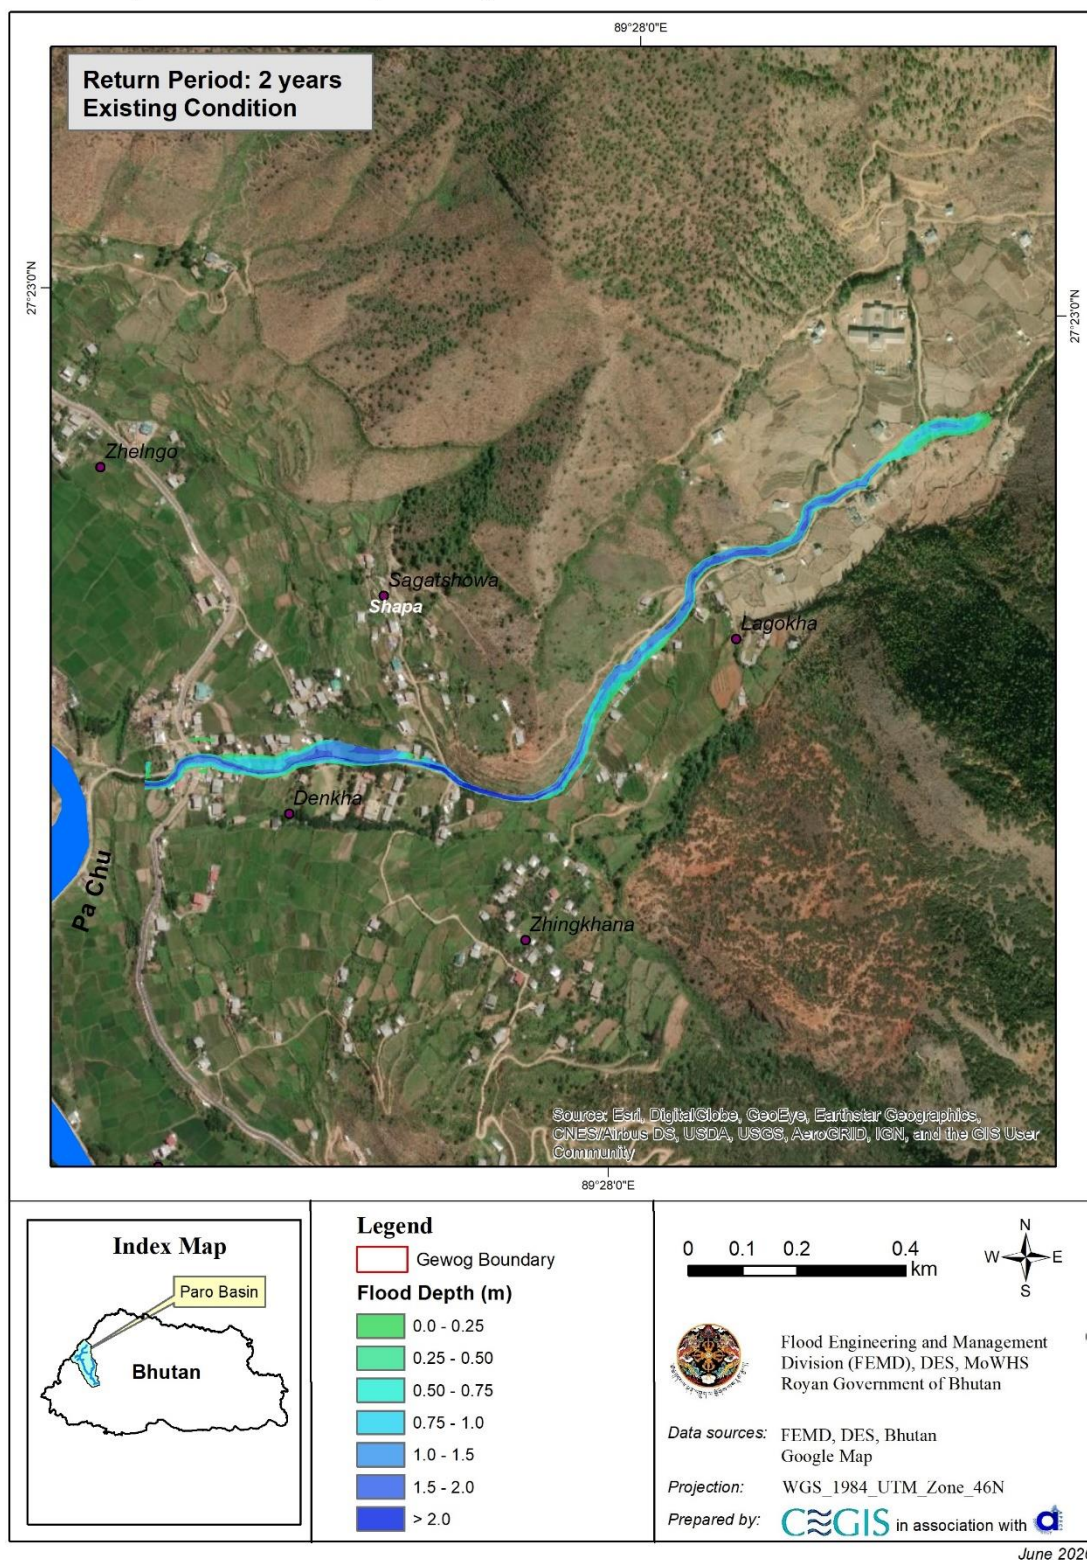 89°28'0"E
Return Period: 2 years
Existing Condition
27°23'0"N
27°23'0"N
Zhelngo
Sagatshowa
Shapa
Lagokha
Denkha
Pa Chu
Zhingkhana
Source: Esri, DigitalGlobe, GeoEye, Earthstar Geographics,
CNES/Airbus DS, USDA, USGS, AeroGRID, IGN, and the GIS User
Community
89°28'0"E
Index Map
Paro Basin
Bhutan
Legend
Gewog Boundary
Flood Depth (m)
0.0 - 0.25
0.25 - 0.50
0.50 - 0.75
0.75 - 1.0
1.0 - 1.5
1.5 - 2.0
> 2.0
0 0.1 0.2 0.4
km
N
W E
S
Flood Engineering and Management
Division (FEMD), DES, MoWHS
Royan Government of Bhutan
Data sources: FEMD, DES, Bhutan
Google Map
Projection: WGS_1984_UTM_Zone_46N
Prepared by: CEGIS in association with
June 2020